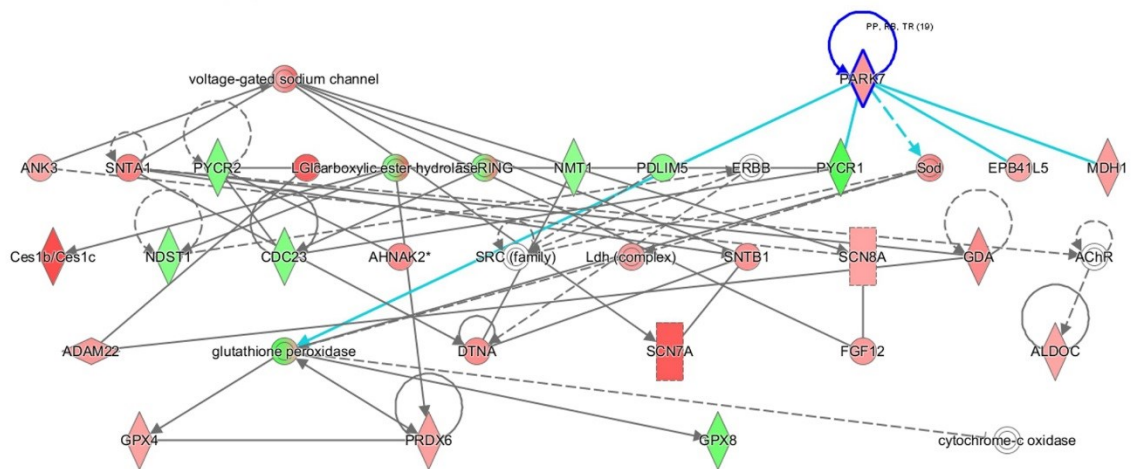 PP, RB, TR (19)
voltage-gated sodium channel
PARK7
ANK3
SNTA1
PYCR2
LGI
carboxylic ester hydrolase
RING
NMT1
PDLIM5
ERBB
PYCR1
Sod
EPB41L5
MDH1
Ces1b/Ces1c
NDST1
CDC23
AHNAK2*
SRC (family)
Ldh (complex)
SNTB1
SCN8A
GDA
AChR
ADAM22
glutathione peroxidase
DTNA
SCN7A
FGF12
ALDOC
GPX4
PRDX6
GPX8
cytochrome-c oxidase